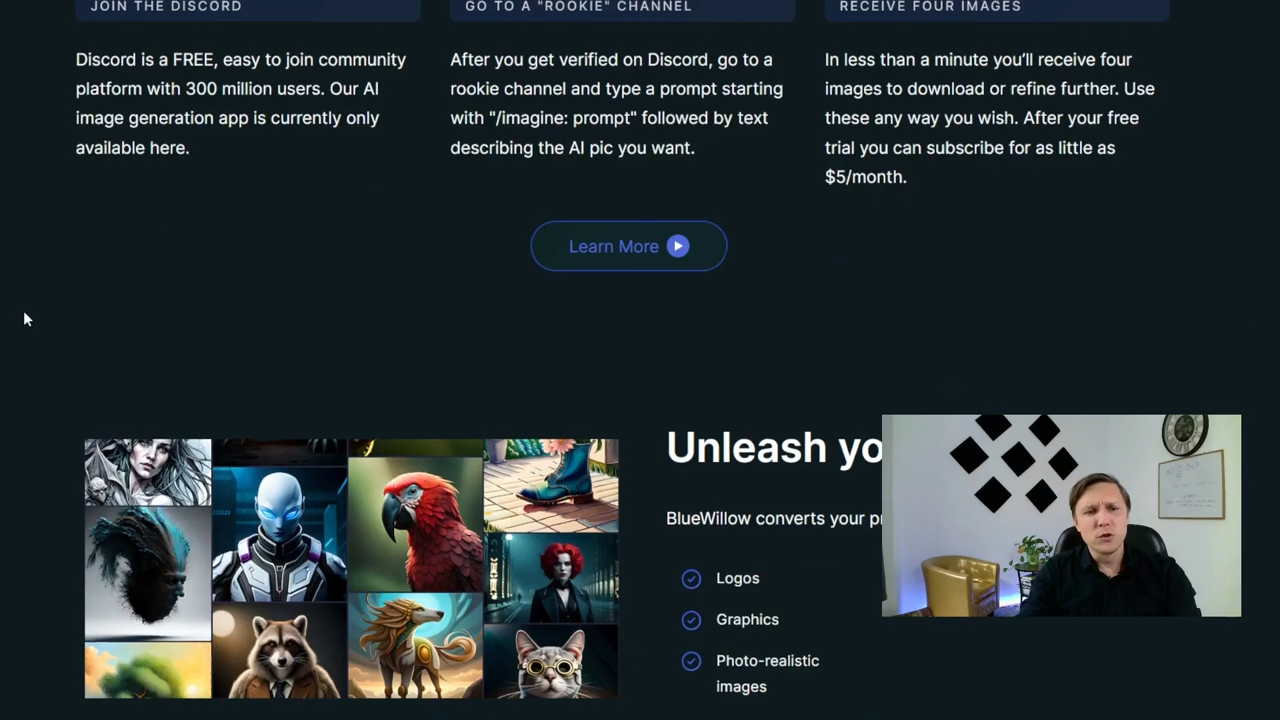 JOIN THE DISCORD
Discord is a FREE, easy to join community
platform with 300 million users. Our AI
image generation app is currently only
available here.
GO TO A "ROOKIE" CHANNEL
After you get verified on Discord, go to a
rookie channel and type a prompt starting
with "/imagine: prompt" followed by text
describing the AI pic you want.
RECEIVE FOUR IMAGES
In less than a minute you’ll receive four
images to download or refine further. Use
these any way you wish. After your free
trial you can subscribe for as little as
$5/month.
Learn More
Unleash yo
BlueWillow converts your p
Logos
Graphics
Photo-realistic
images